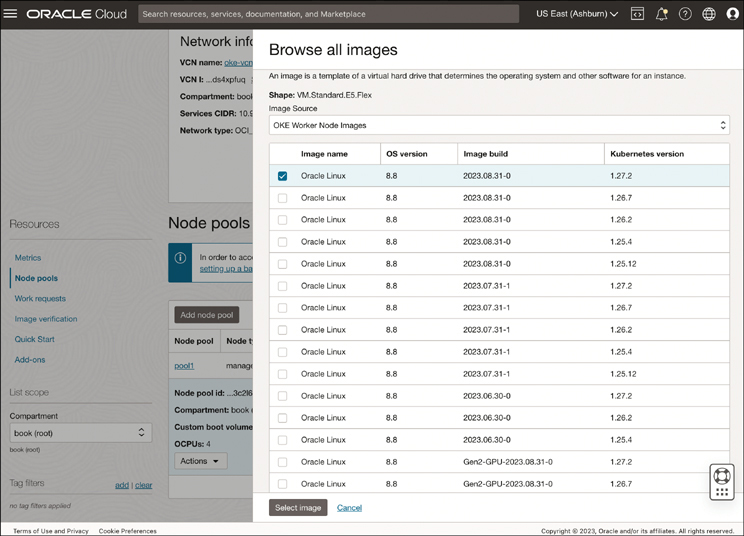 ORACLE Cloud
Search resources, services, documentation, and Marketplace
US East (Ashburn)
Network info
VCN name: oke-vcn
VCN I: ...ds4xpfuq
Compartment: book
Services CIDR: 10.9
Network type: OCI_
Resources
Metrics
Node pools
Work requests
Image verification
Quick Start
Add-ons
List scope
Compartment
book (root)
book (root)
Tag filters add | clear
no tag filters applied
Node pools
In order to acce
setting up a ba
Add node pool
Node pool Node ty
pool1 manage
Node pool id: ...3c2l6
Compartment: book
Custom boot volume
OCPUs: 4
Actions
Browse all images
An image is a template of a virtual hard drive that determines the operating system and other software for an instance.
Shape: VM.Standard.E5.Flex
Image Source
OKE Worker Node Images
Image name OS version Image build Kubernetes version
Oracle Linux 8.8 2023.08.31-0 1.27.2
Oracle Linux 8.8 2023.08.31-0 1.26.7
Oracle Linux 8.8 2023.08.31-0 1.26.2
Oracle Linux 8.8 2023.08.31-0 1.25.4
Oracle Linux 8.8 2023.08.31-0 1.25.12
Oracle Linux 8.8 2023.07.31-1 1.27.2
Oracle Linux 8.8 2023.07.31-1 1.26.7
Oracle Linux 8.8 2023.07.31-1 1.26.2
Oracle Linux 8.8 2023.07.31-1 1.25.4
Oracle Linux 8.8 2023.07.31-1 1.25.12
Oracle Linux 8.8 2023.06.30-0 1.27.2
Oracle Linux 8.8 2023.06.30-0 1.26.2
Oracle Linux 8.8 2023.06.30-0 1.25.4
Oracle Linux 8.8 Gen2-GPU-2023.08.31-0 1.27.2
Oracle Linux 8.8 Gen2-GPU-2023.08.31-0 1.26.7
Select image Cancel
Terms of Use and Privacy Cookie Preferences
Copyright © 2023, Oracle and/or its affiliates. All rights reserved.